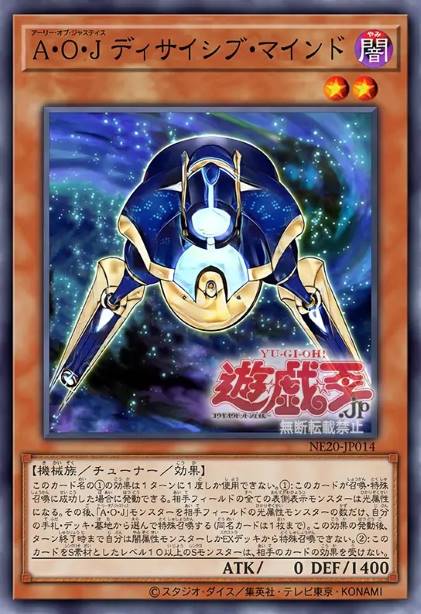 アーリー・オブ・ジャスティス
A・O・J ディサイシブ・マインド
やみ
闇
YU-GI-OH!
遊戯王
.jp
無断転載禁止
NE20-JP014
【機械族／チューナー／効果】
このカード名の①の効果は1ターンに1度しか使用できない。①：このカードが召喚・特殊
召喚に成功した場合に発動できる。相手フィールドの全ての表側表示モンスターは光属性
になる。その後、「A・O・J」モンスターを相手フィールドの光属性モンスターの数だけ、自分
の手札・デッキ・墓地から選んで特殊召喚する（同名カードは1枚まで）。この効果の発動後、
ターン終了時まで自分は闇属性モンスターしかEXデッキから特殊召喚できない。②：この
カードをS素材としたレベル10以上のSモンスターは、相手のカードの効果を受けない。
ATK/ 0 DEF/1400
©スタジオ・ダイス／集英社・テレビ東京・KONAMI